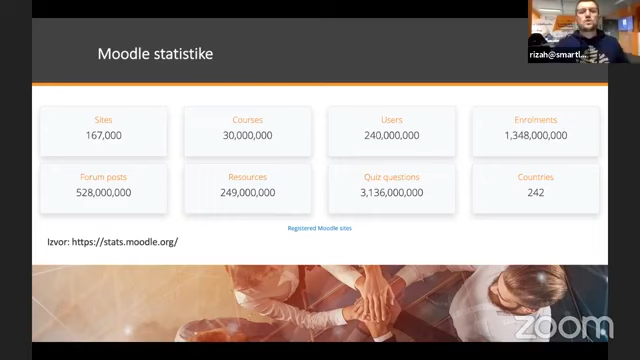 Moodle statistike
rizah@smartl...
Sites
167,000
Courses
30,000,000
Users
240,000,000
Enrolments
1,348,000,000
Forum posts
528,000,000
Resources
249,000,000
Quiz questions
3,136,000,000
Countries
242
Registered Moodle sites
Izvor: https://stats.moodle.org/
zoom